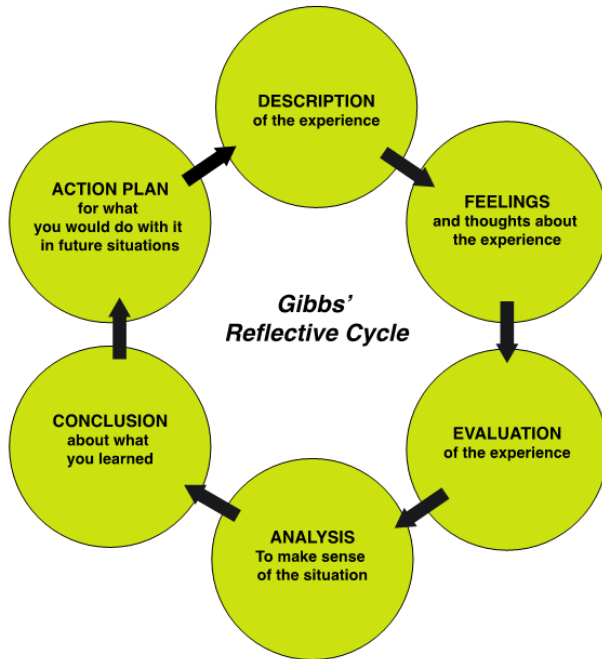 DESCRIPTION
of the experience
FEELINGS
and thoughts about
the experience
EVALUATION
of the experience
ANALYSIS
To make sense
of the situation
CONCLUSION
about what
you learned
ACTION PLAN
for what
you would do with it
in future situations
Gibbs'
Reflective Cycle